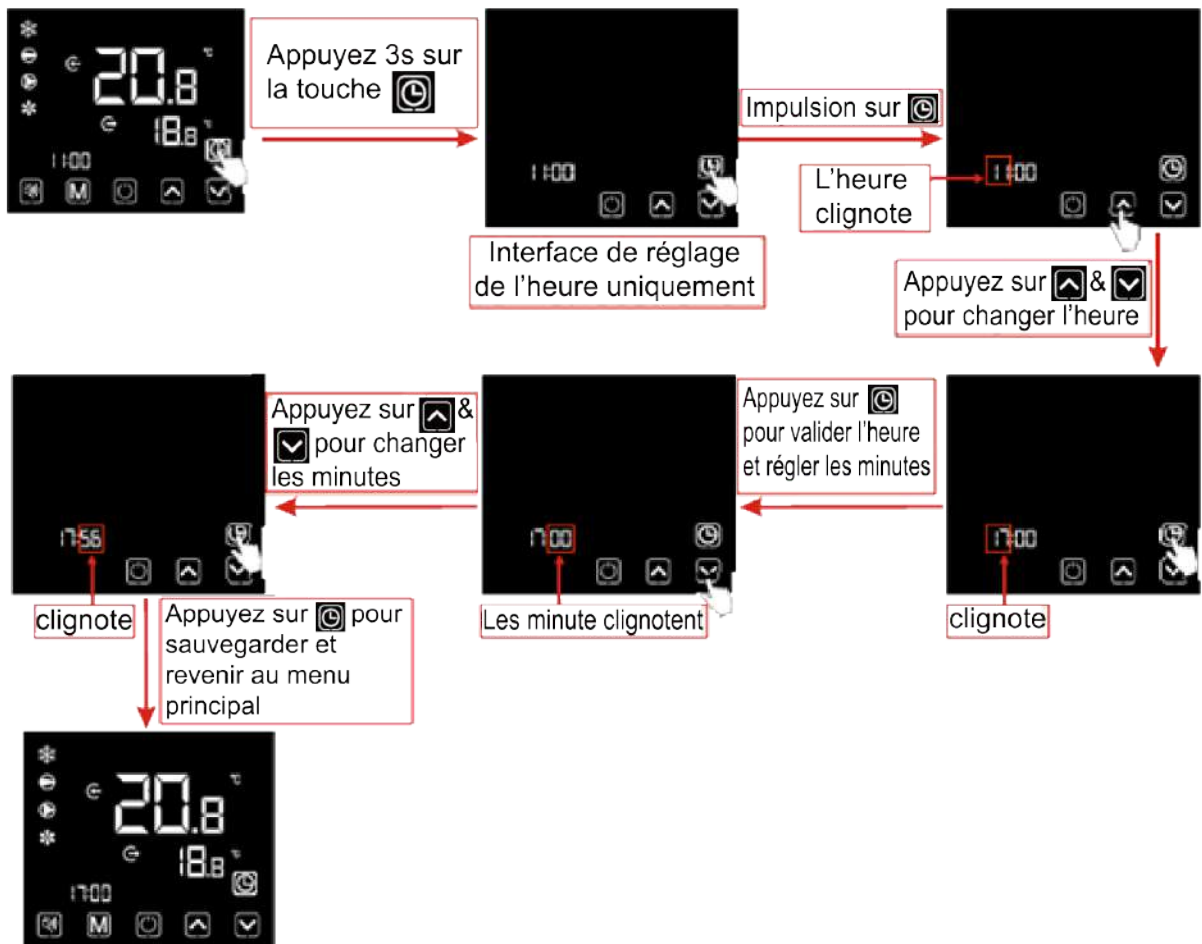 20.8 °C
18.8 °C
11:00
M
Appuyez 3s sur
la touche
11:00
Interface de réglage
de l'heure uniquement
Impulsion sur
11:00
L'heure
clignote
Appuyez sur &
pour changer l'heure
17:00
clignote
Appuyez sur
pour valider l'heure
et régler les minutes
17:00
Les minute clignotent
Appuyez sur &
pour changer
les minutes
17:56
clignote
Appuyez sur pour
sauvegarder et
revenir au menu
principal
20.8 °C
18.8 °C
17:00
M